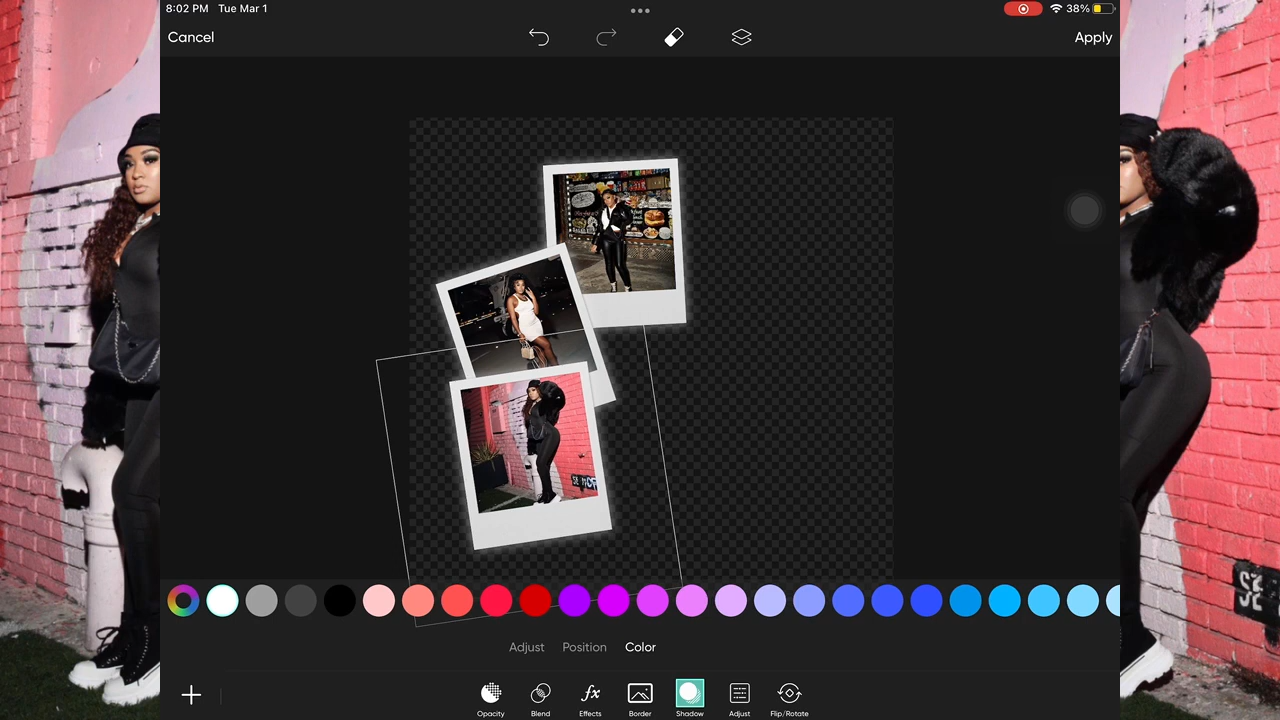 8:02 PM Tue Mar 1
38%
Cancel
Apply
Adjust Position Color
Opacity Blend Effects Border Shadow Adjust Flip/Rotate